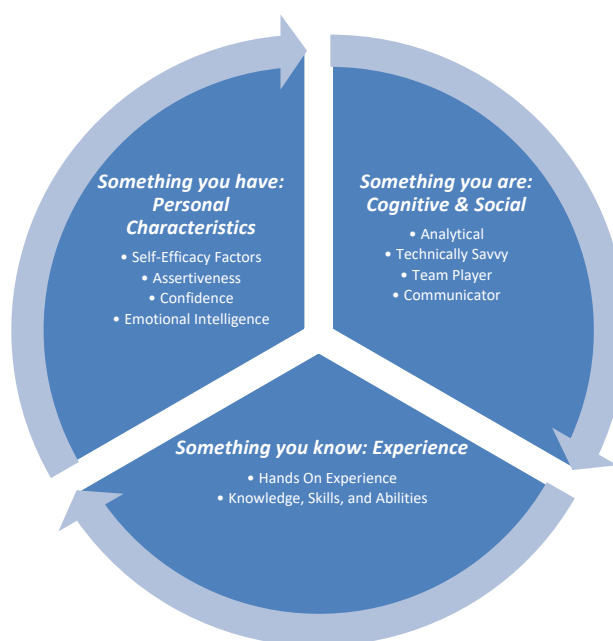 Something you have:
Personal
Characteristics
• Self-Efficacy Factors
• Assertiveness
• Confidence
• Emotional Intelligence
Something you are:
Cognitive & Social
• Analytical
• Technically Savvy
• Team Player
• Communicator
Something you know: Experience
• Hands On Experience
• Knowledge, Skills, and Abilities